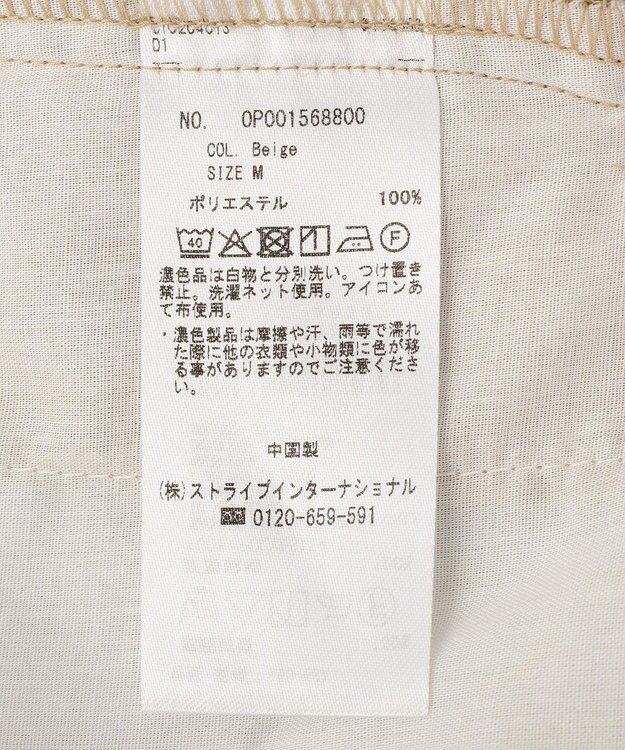 D1
NO. OP001568800
COL. Beige
SIZE M
ポリエステル 100%
40 F
濃色品は白物と分別洗い。つけ置き
禁止。洗濯ネット使用。アイロンあ
て布使用。
・濃色製品は摩擦や汗、雨等で濡れ
た際に他の衣類や小物類に色が移
る事がありますのでご注意くださ
い。
中国製
(株)ストライプインターナショナル
0120-659-591